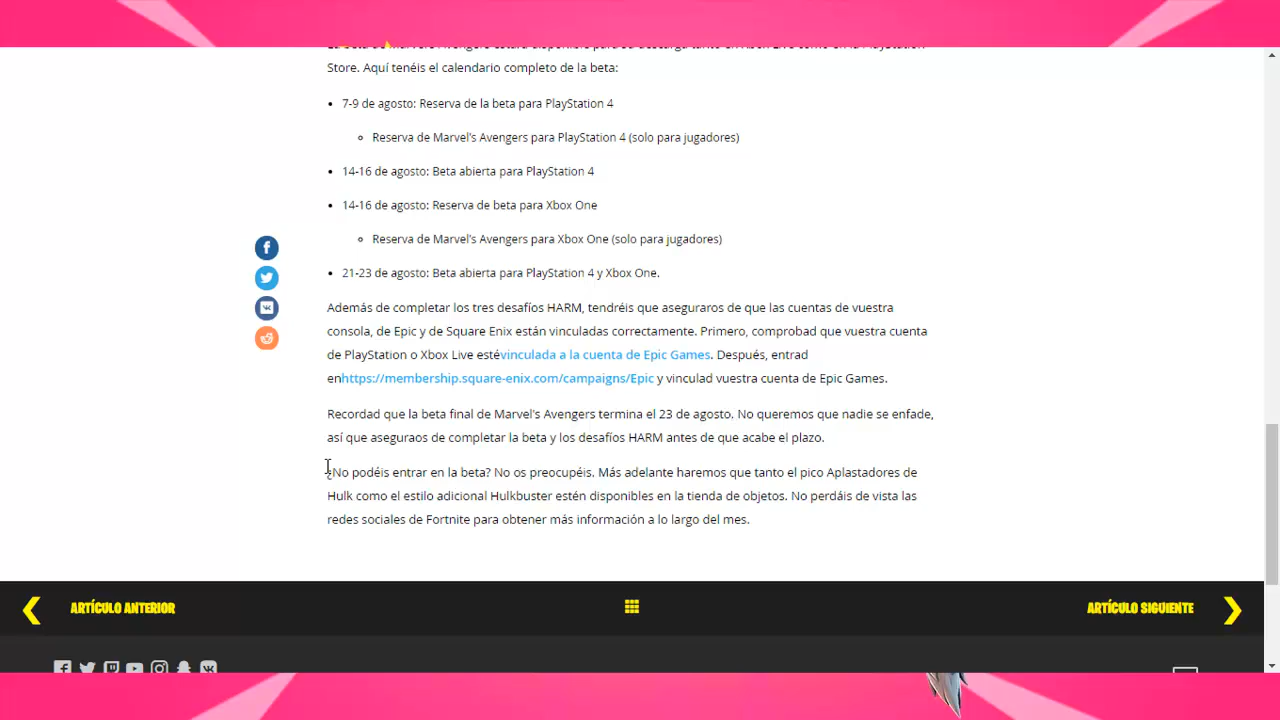 Store. Aquí tenéis el calendario completo de la beta:
• 7-9 de agosto: Reserva de la beta para PlayStation 4
Reserva de Marvel's Avengers para PlayStation 4 (solo para jugadores)
• 14-16 de agosto: Beta abierta para PlayStation 4
• 14-16 de agosto: Reserva de beta para Xbox One
Reserva de Marvel's Avengers para Xbox One (solo para jugadores)
• 21-23 de agosto: Beta abierta para PlayStation 4 y Xbox One.
Además de completar los tres desafíos HARM, tendréis que aseguraros de que las cuentas de vuestra
consola, de Epic y de Square Enix están vinculadas correctamente. Primero, comprobad que vuestra cuenta
de PlayStation o Xbox Live estévinculada a la cuenta de Epic Games. Después, entrad
enhttps://membership.square-enix.com/campaigns/Epic y vinculad vuestra cuenta de Epic Games.
Recordad que la beta final de Marvel's Avengers termina el 23 de agosto. No queremos que nadie se enfade,
así que aseguraos de completar la beta y los desafíos HARM antes de que acabe el plazo.
¿No podéis entrar en la beta? No os preocupéis. Más adelante haremos que tanto el pico Aplastadores de
Hulk como el estilo adicional Hulkbuster estén disponibles en la tienda de objetos. No perdáis de vista las
redes sociales de Fortnite para obtener más información a lo largo del mes.
ARTÍCULO ANTERIOR
ARTÍCULO SIGUIENTE